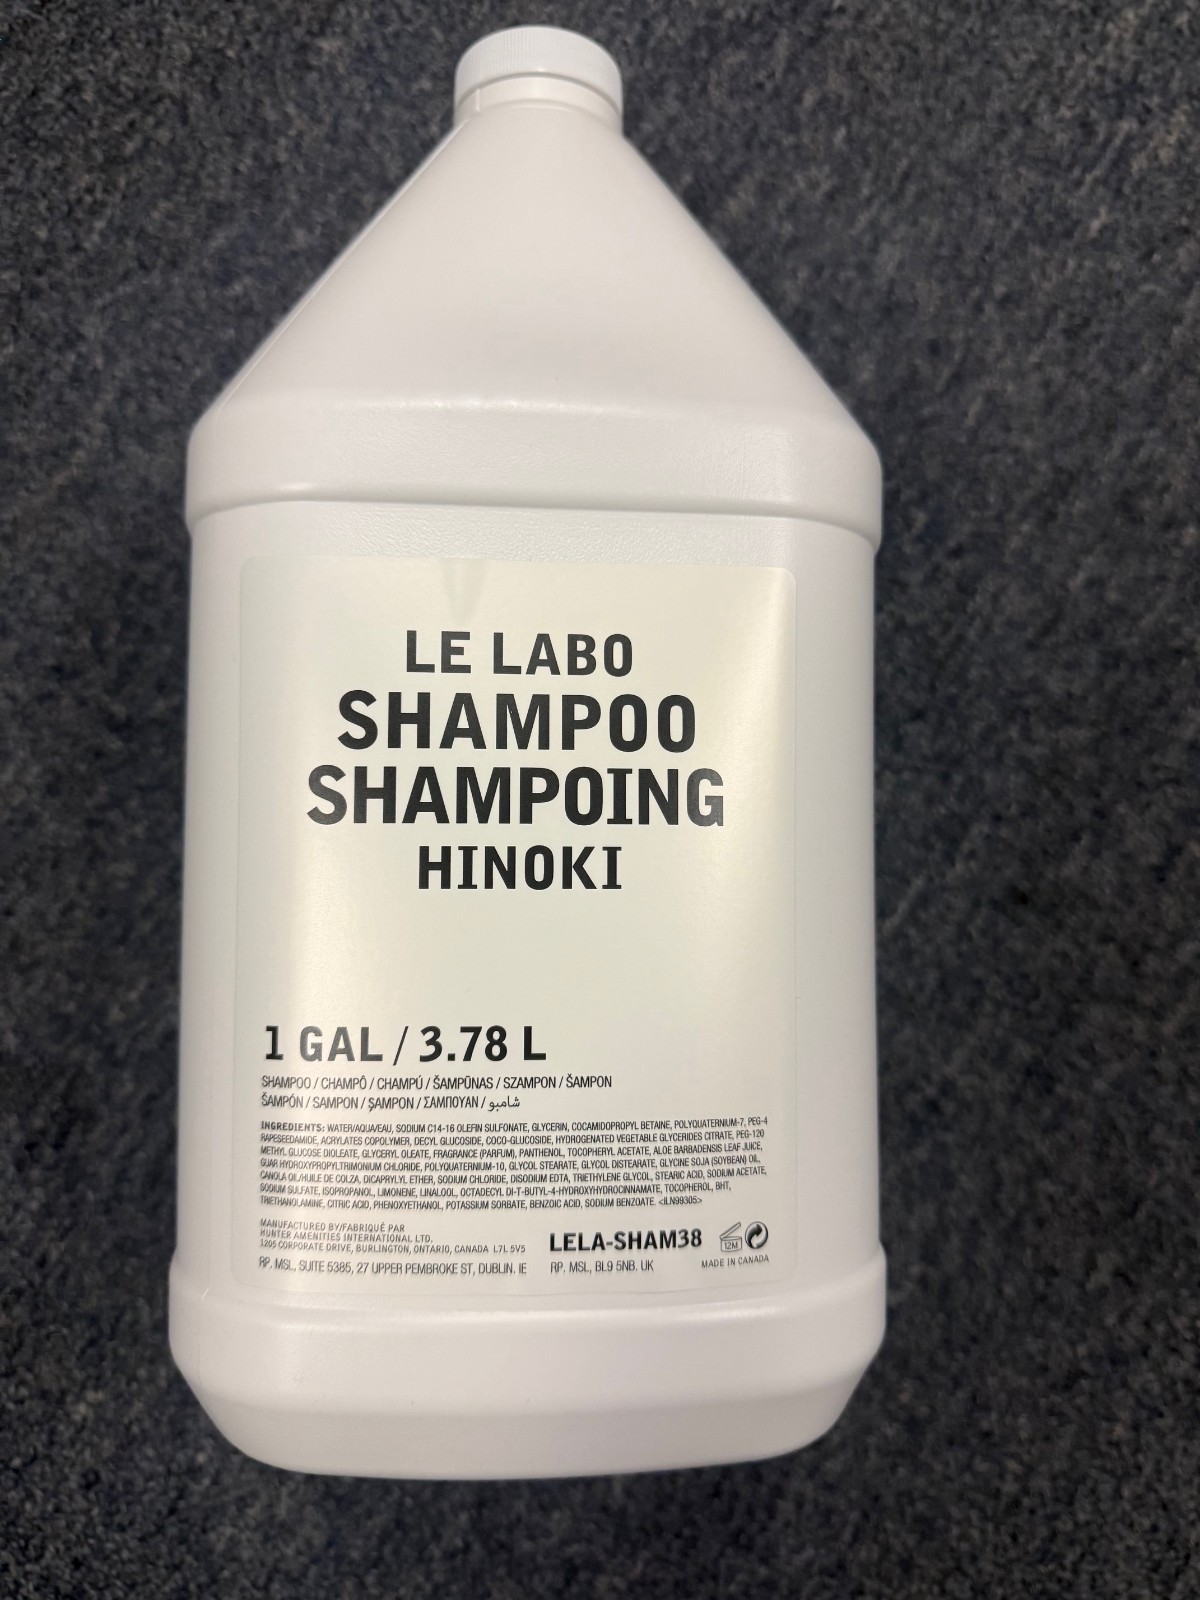 LE LABO
SHAMPOO
SHAMPOING
HINOKI
1 GAL / 3.78 L
SHAMPOO / CHAMPÔ / CHAMPÚ / ŠAMPŪNAS / SZAMPON / ŠAMPON
ŠAMPÓN / SAMPON / ŞAMPON / ΣΑΜΠΟΥΑΝ / شامبو
INGREDIENTS: WATER/AQUA/EAU, SODIUM C14-16 OLEFIN SULFONATE, GLYCERIN, COCAMIDOPROPYL BETAINE, POLYQUATERNIUM-7, PEG-4
RAPESEEDAMIDE, ACRYLATES COPOLYMER, DECYL GLUCOSIDE, COCO-GLUCOSIDE, HYDROGENATED VEGETABLE GLYCERIDES CITRATE, PEG-120
METHYL GLUCOSE DIOLEATE, GLYCERYL OLEATE, FRAGRANCE (PARFUM), PANTHENOL, TOCOPHERYL ACETATE, ALOE BARBADENSIS LEAF JUICE,
GUAR HYDROXYPROPYLTRIMONIUM CHLORIDE, POLYQUATERNIUM-10, GLYCOL STEARATE, GLYCOL DISTEARATE, GLYCINE SOJA (SOYBEAN) OIL,
CANOLA OIL/HUILE DE COLZA, DICAPRYLYL ETHER, SODIUM CHLORIDE, DISODIUM EDTA, TRIETHYLENE GLYCOL, STEARIC ACID, SODIUM ACETATE,
SODIUM SULFATE, ISOPROPANOL, LIMONENE, LINALOOL, OCTADECYL DI-T-BUTYL-4-HYDROXYHYDROCINNAMATE, TOCOPHEROL, BHT,
TRIETHANOLAMINE, CITRIC ACID, PHENOXYETHANOL, POTASSIUM SORBATE, BENZOIC ACID, SODIUM BENZOATE. <ILN99305>
MANUFACTURED BY/FABRIQUÉ PAR
HUNTER AMENITIES INTERNATIONAL LTD.
1205 CORPORATE DRIVE, BURLINGTON, ONTARIO, CANADA L7L 5V5
RP. MSL, SUITE 5385, 27 UPPER PEMBROKE ST, DUBLIN. IE
LELA-SHAM38
RP. MSL, BL9 5NB. UK
12M
MADE IN CANADA